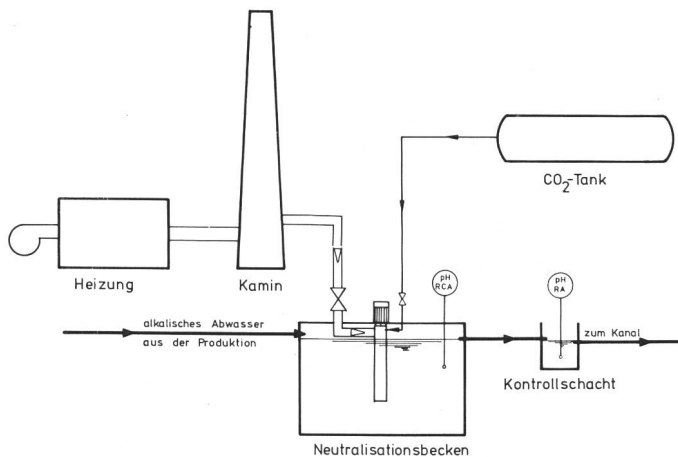 CO2-Tank
Heizung
Kamin
pH
RCA
pH
RA
alkalisches Abwasser
aus der Produktion
zum Kanal
Kontrollschacht
Neutralisationsbecken